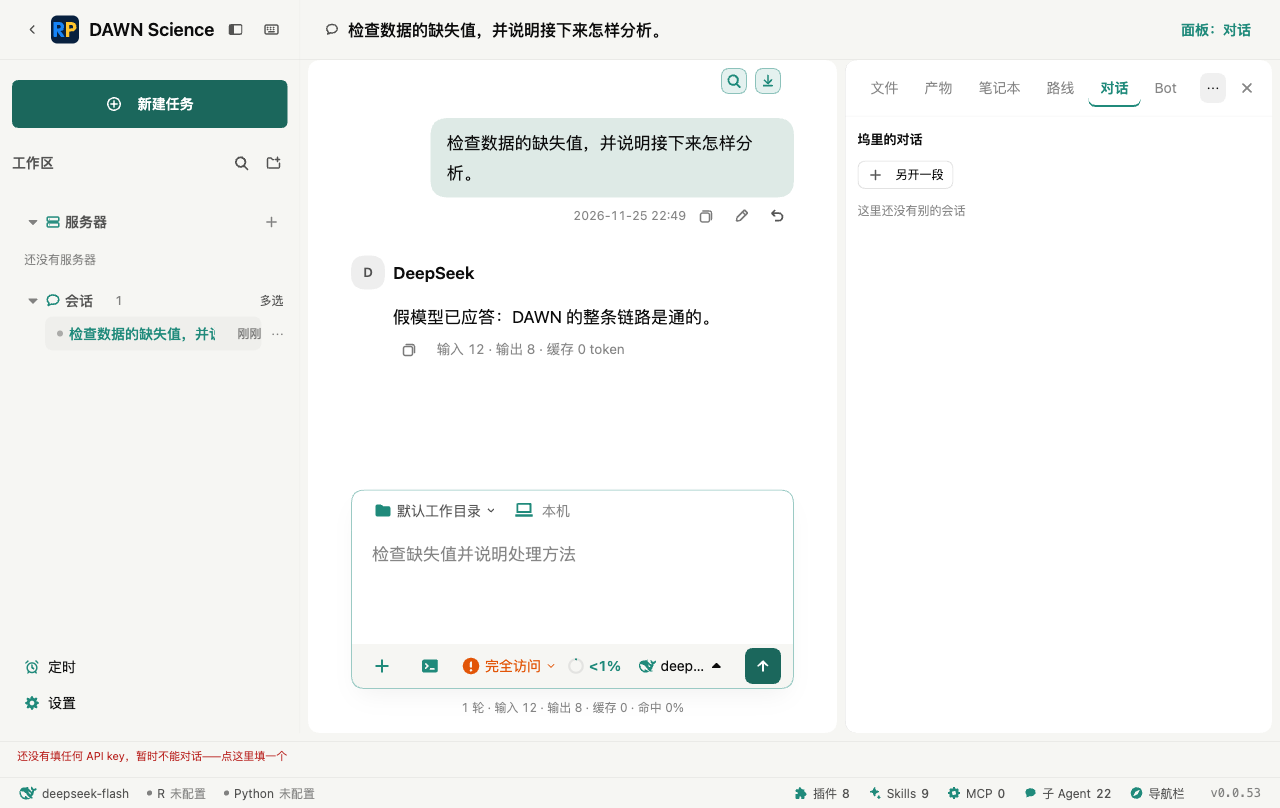 RP DAWN Science
检查数据的缺失值，并说明接下来怎样分析。
面板：对话
新建任务
工作区
服务器
还没有服务器
会话 1 多选
检查数据的缺失值，并 刚刚 ...
定时
设置
检查数据的缺失值，并说明接下来怎样分
析。
2026-11-25 22:49
D DeepSeek
假模型已应答：DAWN 的整条链路是通的。
输入 12 · 输出 8 · 缓存 0 token
默认工作目录 本机
检查缺失值并说明处理方法
完全访问 <1% deep...
1 轮 · 输入 12 · 输出 8 · 缓存 0 · 命中 0%
文件 产物 笔记本 路线 对话 Bot ...
坞里的对话
另开一段
这里还没有别的会话
还没有填任何 API key，暂时不能对话——点这里填一个
deepseek-flash R 未配置 Python 未配置
插件 8 Skills 9 MCP 0 子 Agent 22 导航栏 v0.0.53